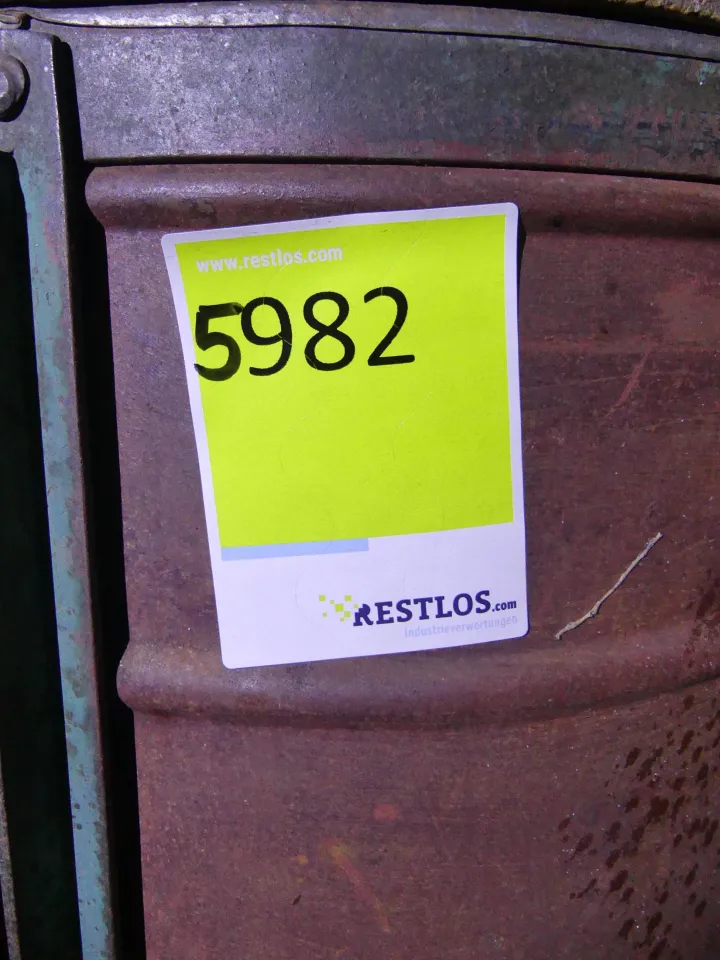 www.restlos.com
5982
RESTLOS.com
industrieverwertungen